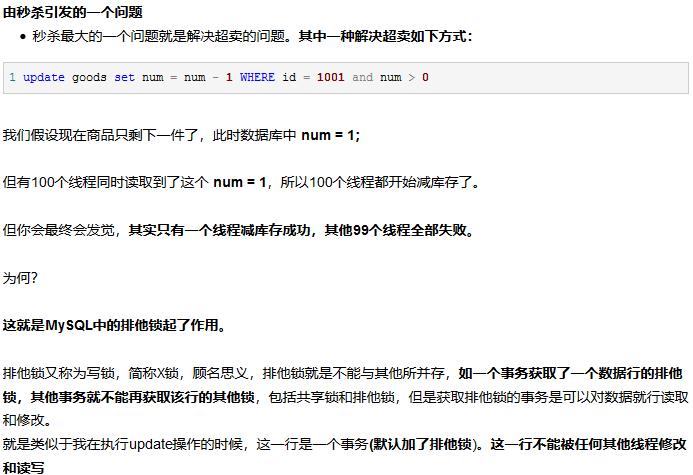 由秒杀引发的一个问题
秒杀最大的一个问题就是解决超卖的问题。其中一种解决超卖如下方式：
1 update goods set num = num - 1 WHERE id = 1001 and num > 0
我们假设现在商品只剩下一件了，此时数据库中 num = 1；
但有100个线程同时读取到了这个 num = 1，所以100个线程都开始减库存了。
但你会最终会发觉，其实只有一个线程减库存成功，其他99个线程全部失败。
为何？
这就是MySQL中的排他锁起了作用。
排他锁又称为写锁，简称X锁，顾名思义，排他锁就是不能与其他所并存，如一个事务获取了一个数据行的排他
锁，其他事务就不能再获取该行的其他锁，包括共享锁和排他锁，但是获取排他锁的事务是可以对数据就行读取
和修改。
就是类似于我在执行update操作的时候，这一行是一个事务(默认加了排他锁)。这一行不能被任何其他线程修改
和读写